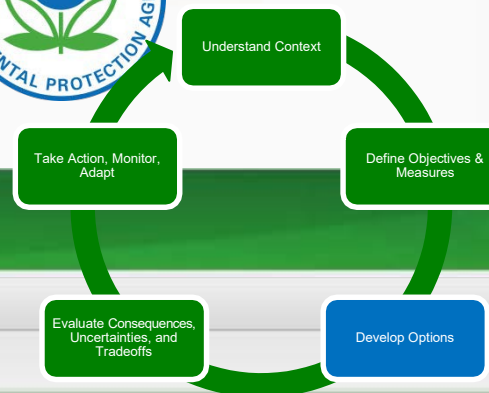 NTAL PROTECTION AG
Understand Context
Define Objectives &
Measures
Develop Options
Evaluate Consequences,
Uncertainties, and
Tradeoffs
Take Action, Monitor,
Adapt